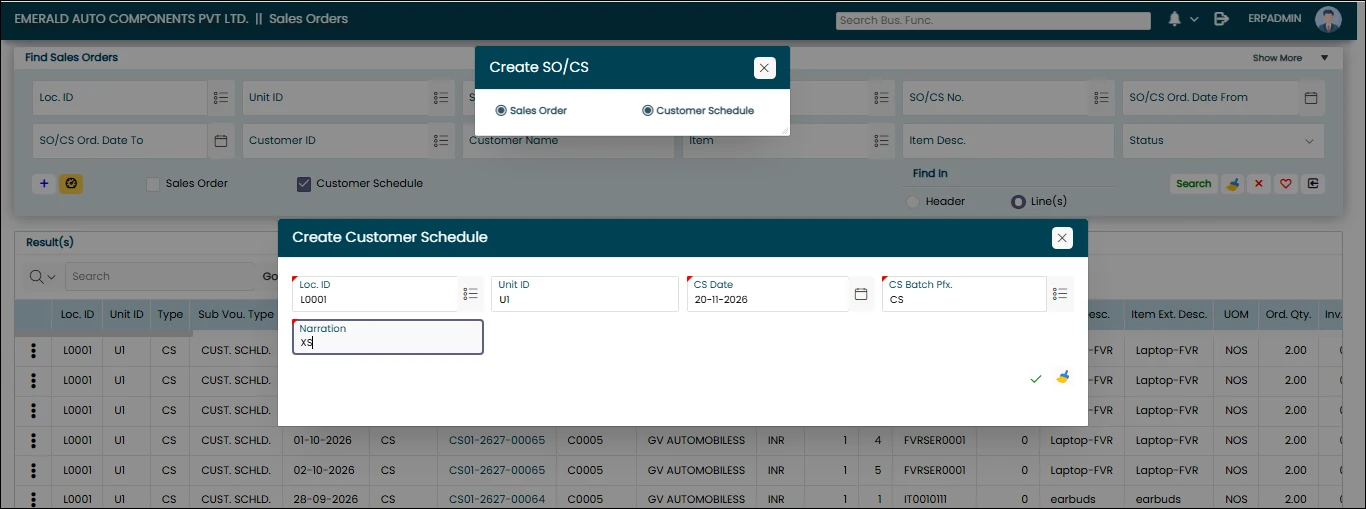 EMERALD AUTO COMPONENTS PVT LTD. || Sales Orders
Search Bus. Func.
ERPADMIN
Find Sales Orders
Show More
Create SO/CS
Sales Order
Customer Schedule
Loc. ID
Unit ID
SO/CS No.
SO/CS Ord. Date From
SO/CS Ord. Date To
Customer ID
Customer Name
Item
Item Desc.
Status
Sales Order
Customer Schedule
Find In
Header
Line(s)
Search
Result(s)
Search
Create Customer Schedule
Loc. ID
L0001
Unit ID
U1
CS Date
20-11-2026
CS Batch Pfx.
CS
Narration
XS
Loc. ID Unit ID Type Sub Vou. Type Item Ext. Desc. UOM Ord. Qty. Inv.
L0001 U1 CS CUST. SCHLD. -FVR Laptop-FVR NOS 2.00
L0001 U1 CS CUST. SCHLD. -FVR Laptop-FVR NOS 2.00
L0001 U1 CS CUST. SCHLD. -FVR Laptop-FVR NOS 2.00
L0001 U1 CS CUST. SCHLD. 01-10-2026 CS CS01-2627-00065 C0005 GV AUTOMOBILESS INR 1 4 FVRSER0001 0 Laptop-FVR Laptop-FVR NOS 2.00
L0001 U1 CS CUST. SCHLD. 02-10-2026 CS CS01-2627-00065 C0005 GV AUTOMOBILESS INR 1 5 FVRSER0001 0 Laptop-FVR Laptop-FVR NOS 2.00
L0001 U1 CS CUST. SCHLD. 28-09-2026 CS CS01-2627-00064 C0005 GV AUTOMOBILESS INR 1 1 IT0010111 0 earbuds earbuds NOS 2.00